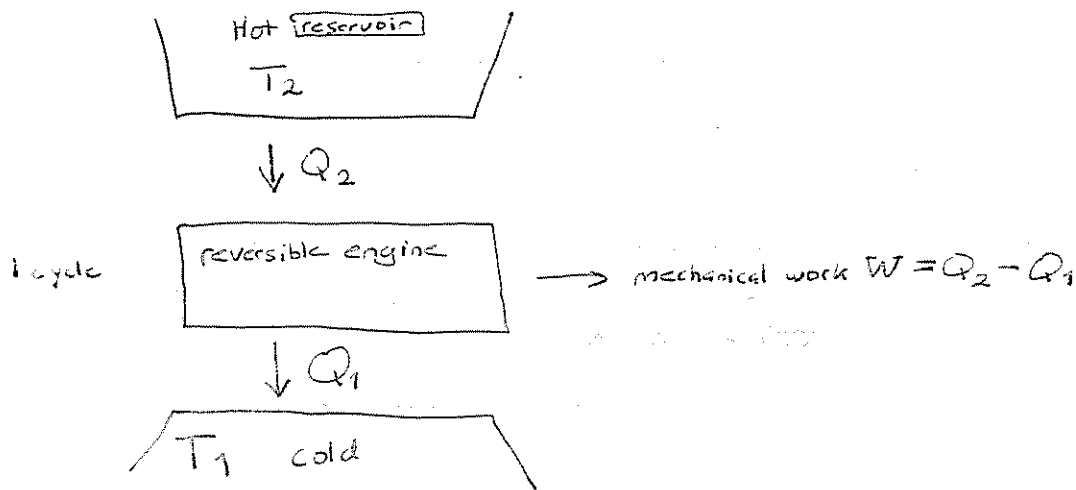 Hot reservoir
T₂
↓ Q₂
1 cycle reversible engine → mechanical work W = Q₂ - Q₁
↓ Q₁
T₁ cold